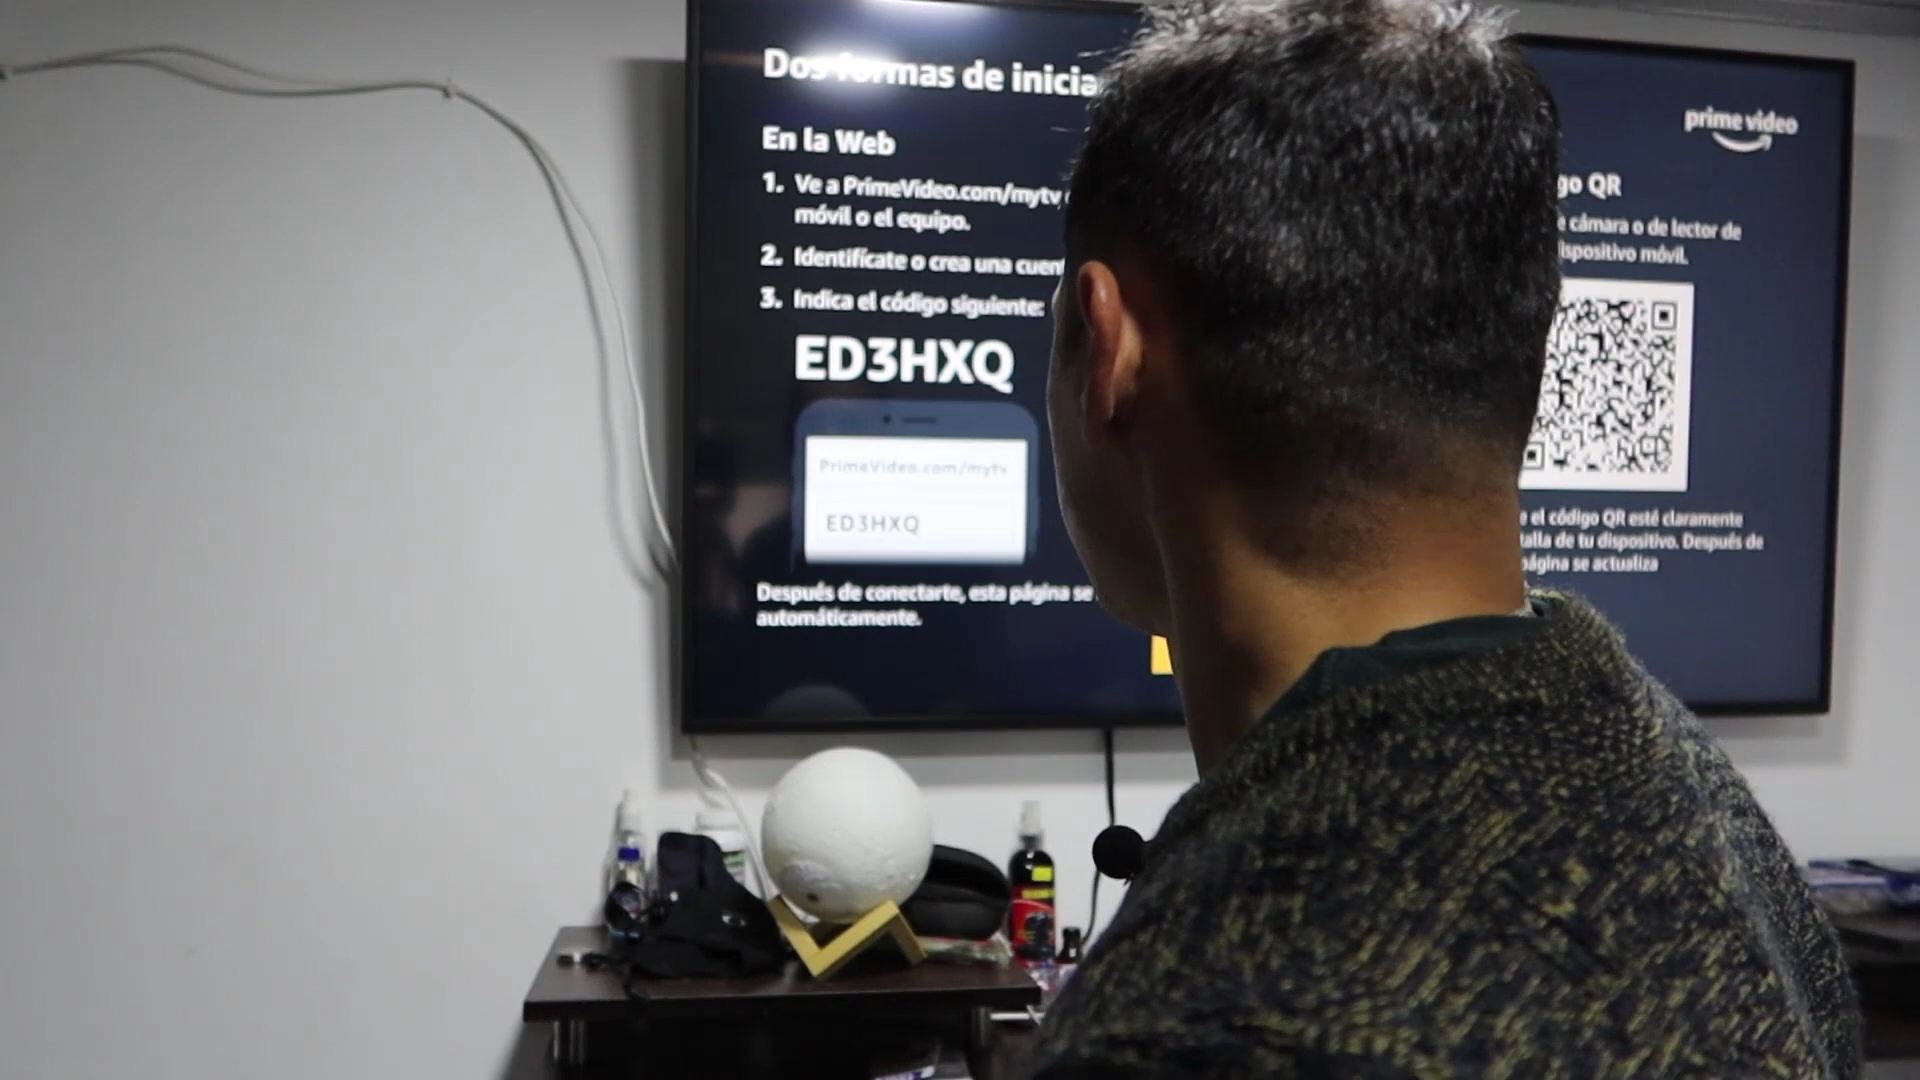 Dos formas de inicia
En la Web
1. Ve a PrimeVideo.com/mytv
móvil o el equipo.
2. Identifícate o crea una cuen
3. Indica el código siguiente:
ED3HXQ
PrimeVideo.com/mytv
ED3HXQ
Después de conectarte, esta página se
automáticamente.
prime video
go QR
cámara o de lector de
ispositivo móvil.
e el código QR esté claramente
alla de tu dispositivo. Después de
página se actualiza